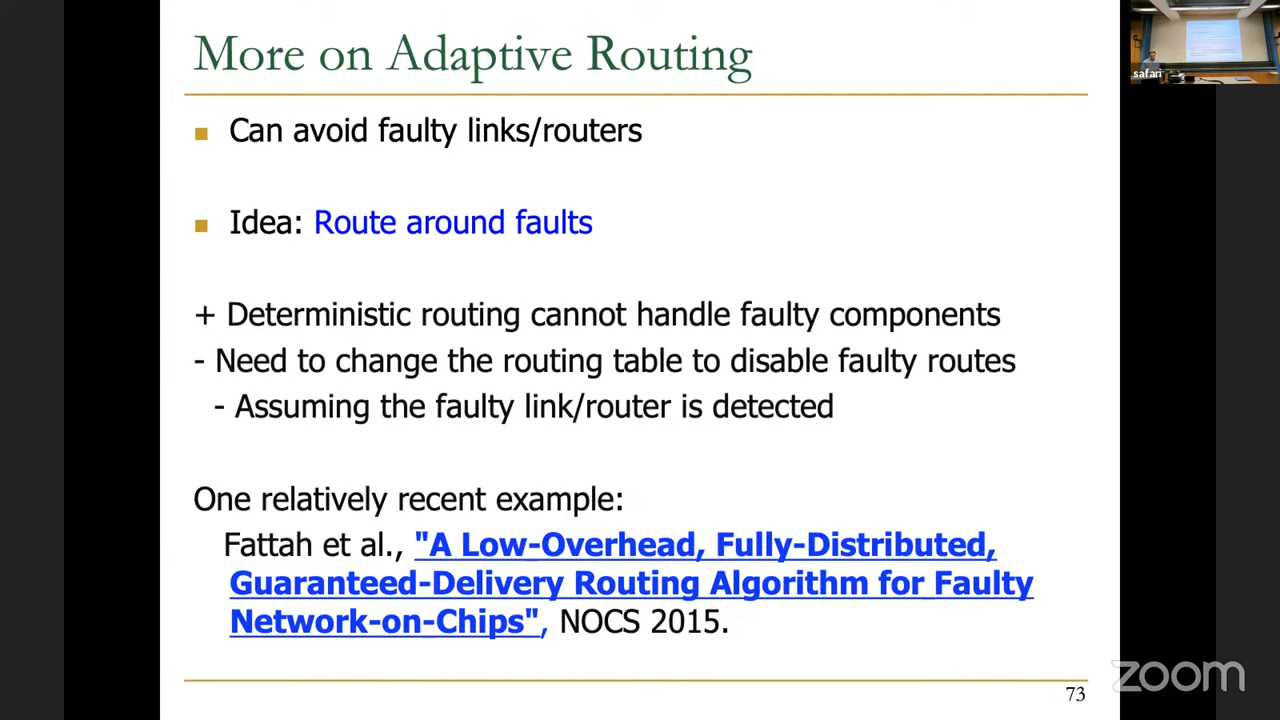 More on Adaptive Routing
safari
■ Can avoid faulty links/routers
■ Idea: Route around faults
+ Deterministic routing cannot handle faulty components
- Need to change the routing table to disable faulty routes
- Assuming the faulty link/router is detected
One relatively recent example:
Fattah et al., "A Low-Overhead, Fully-Distributed,
Guaranteed-Delivery Routing Algorithm for Faulty
Network-on-Chips", NOCS 2015.
73
zoom